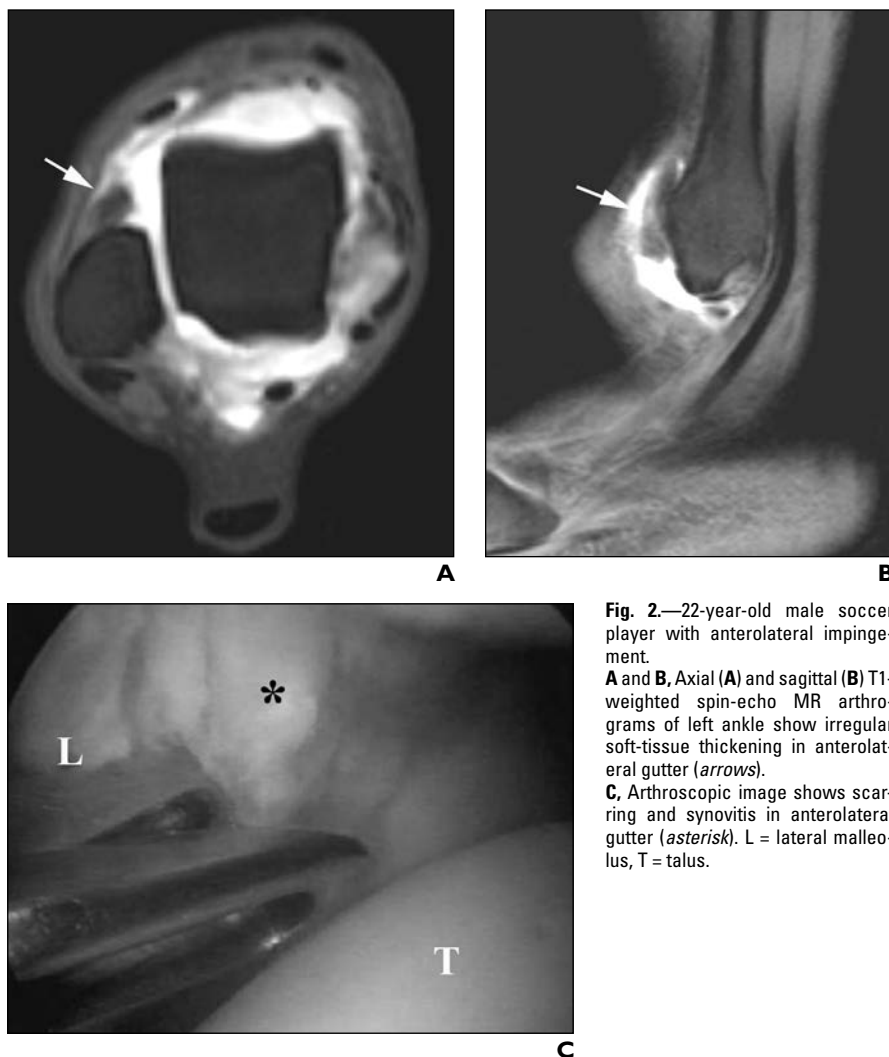 A
B
L
*
T
C
Fig. 2.—22-year-old male soccer
player with anterolateral impinge-
ment.
A and B, Axial (A) and sagittal (B) T1-
weighted spin-echo MR arthro-
grams of left ankle show irregular
soft-tissue thickening in anterolat-
eral gutter (arrows).
C, Arthroscopic image shows scar-
ring and synovitis in anterolateral
gutter (asterisk). L = lateral malleo-
lus, T = talus.